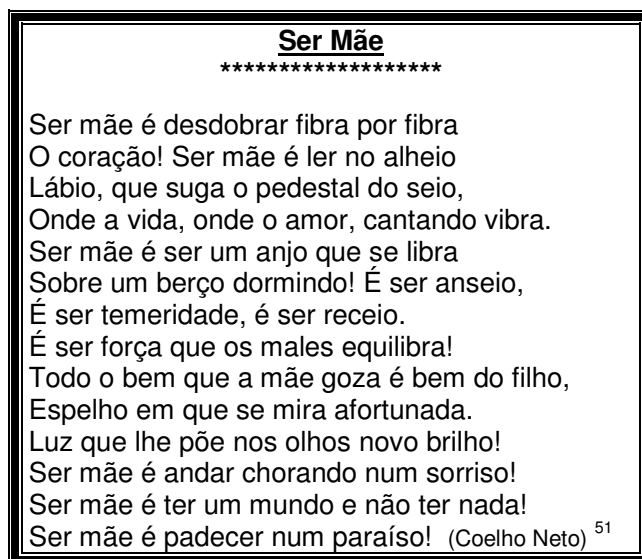 Ser Mãe
*******************
Ser mãe é desdobrar fibra por fibra
O coração! Ser mãe é ler no alheio
Lábio, que suga o pedestal do seio,
Onde a vida, onde o amor, cantando vibra.
Ser mãe é ser um anjo que se libra
Sobre um berço dormindo! É ser anseio,
É ser temeridade, é ser receio.
É ser força que os males equilibra!
Todo o bem que a mãe goza é bem do filho,
Espelho em que se mira afortunada.
Luz que lhe põe nos olhos novo brilho!
Ser mãe é andar chorando num sorriso!
Ser mãe é ter um mundo e não ter nada!
Ser mãe é padecer num paraíso! (Coelho Neto) 51